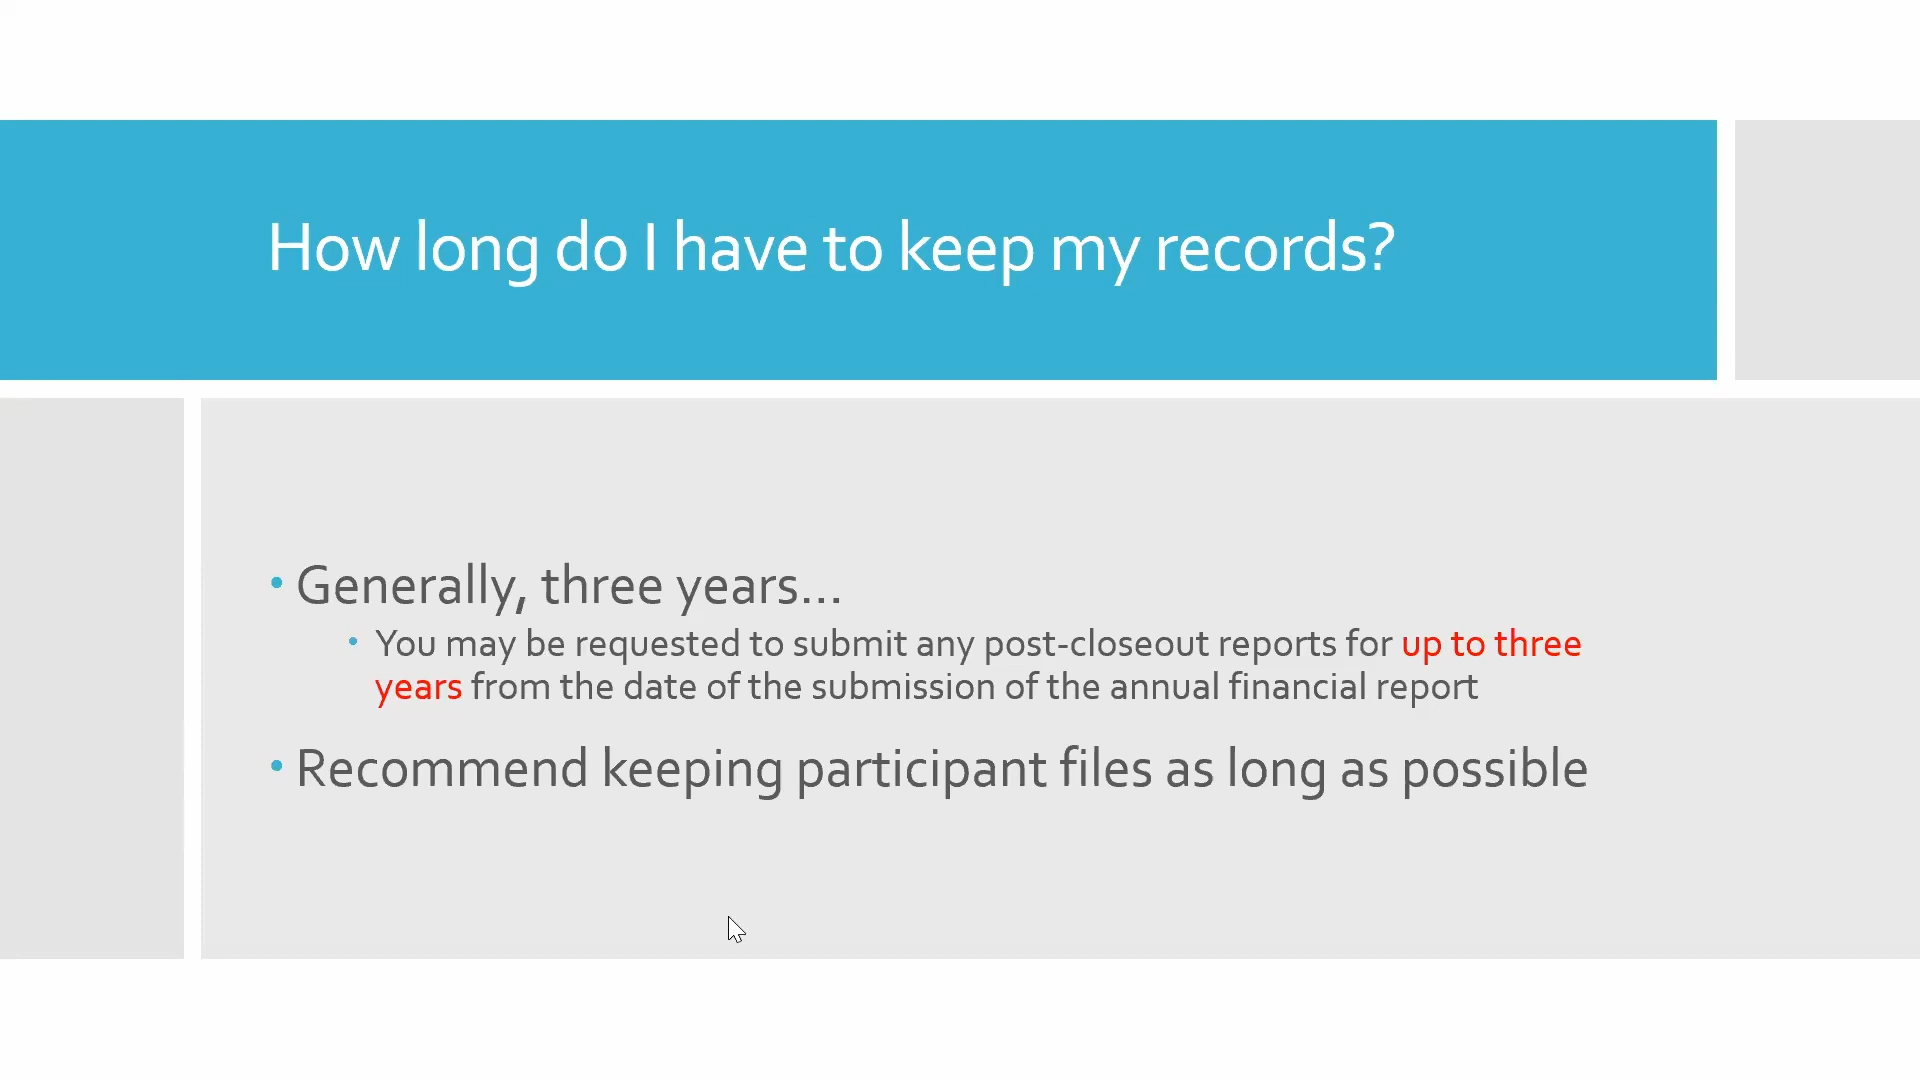 How long do I have to keep my records?
• Generally, three years...
• You may be requested to submit any post-closeout reports for up to three
years from the date of the submission of the annual financial report
• Recommend keeping participant files as long as possible